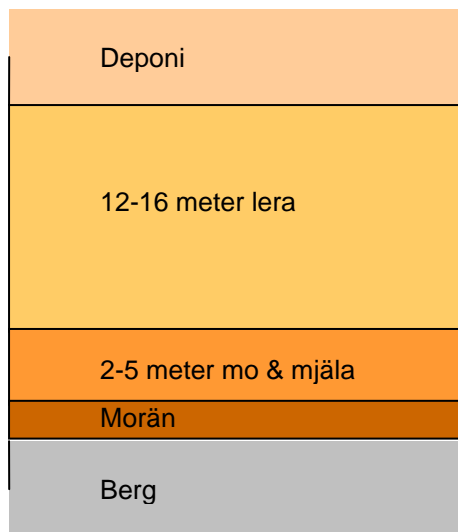 Deponi
12-16 meter lera
2-5 meter mo & mjäla
Morän
Berg